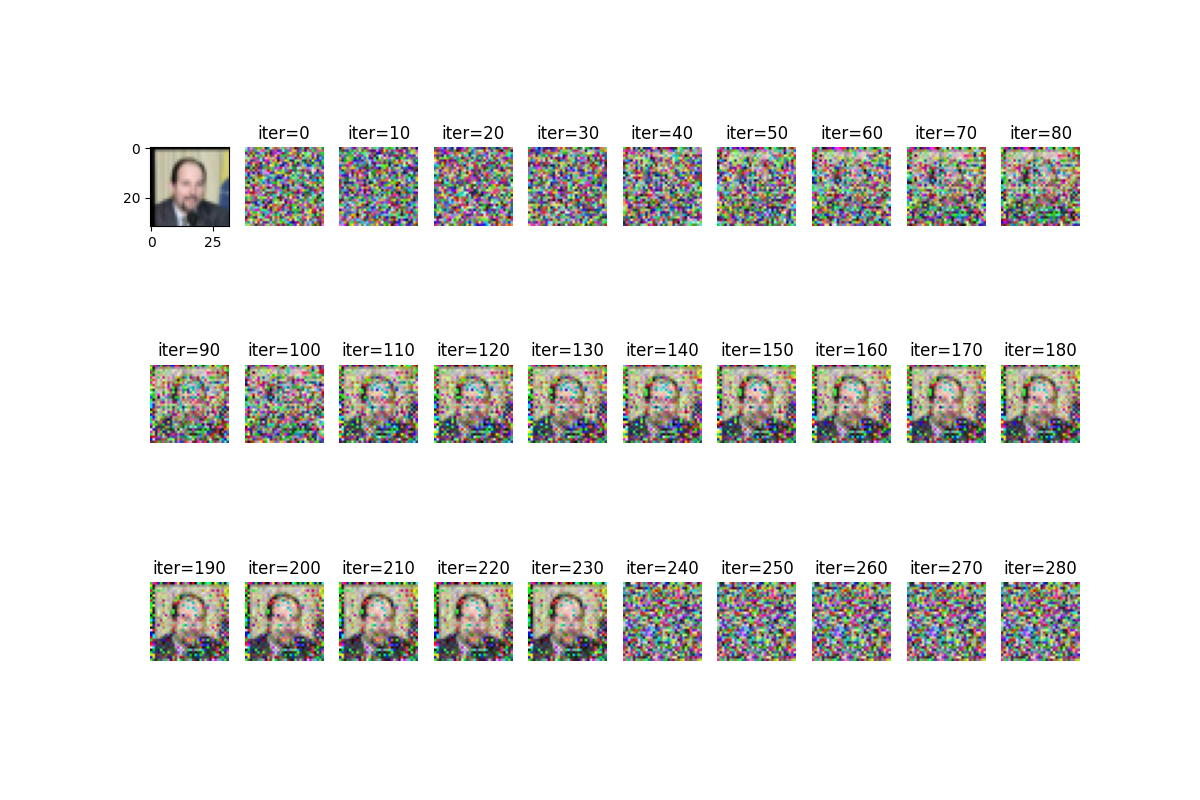 iter=0 iter=10 iter=20 iter=30 iter=40 iter=50 iter=60 iter=70 iter=80
0
20
0 25
iter=90 iter=100 iter=110 iter=120 iter=130 iter=140 iter=150 iter=160 iter=170 iter=180
iter=190 iter=200 iter=210 iter=220 iter=230 iter=240 iter=250 iter=260 iter=270 iter=280